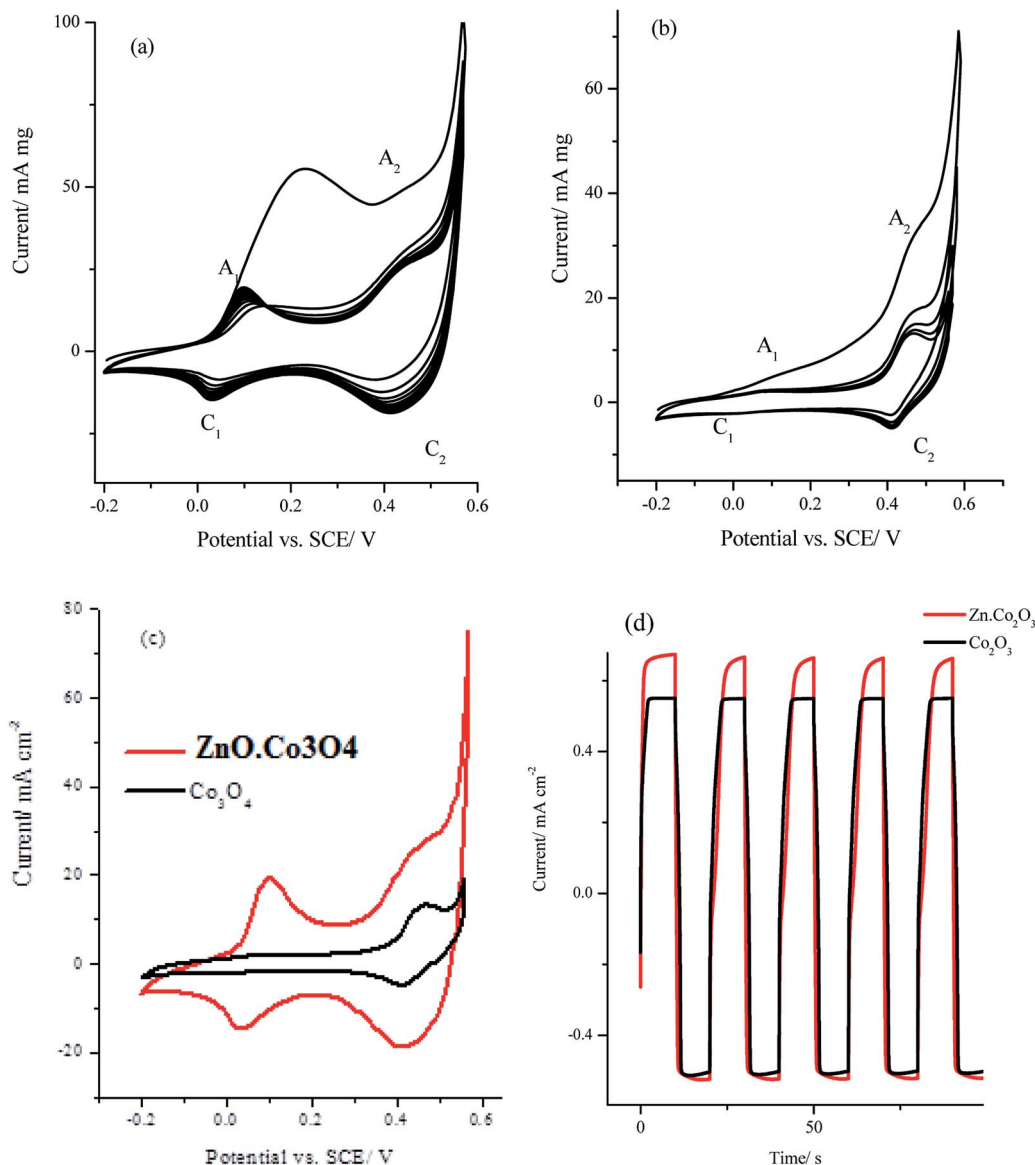 (a)
100
50
0
Current/ mA mg
A₁
A₂
C₁
C₂
-0.2
0.0
0.2
0.4
0.6
Potential vs. SCE/ V
(b)
60
40
20
0
Current/ mA mg
A₁
A₂
C₁
C₂
-0.2
0.0
0.2
0.4
0.6
Potential vs. SCE/ V
(c)
80
60
40
20
0
-20
Current/ mA cm⁻²
ZnO.Co3O4
Co₃O₄
-0.2
0.0
0.2
0.4
0.6
Potential vs. SCE/ V
(d)
Zn.Co₂O₃
Co₂O₃
0.4
0.0
-0.4
Current/ mA cm⁻²
0
50
Time/ s